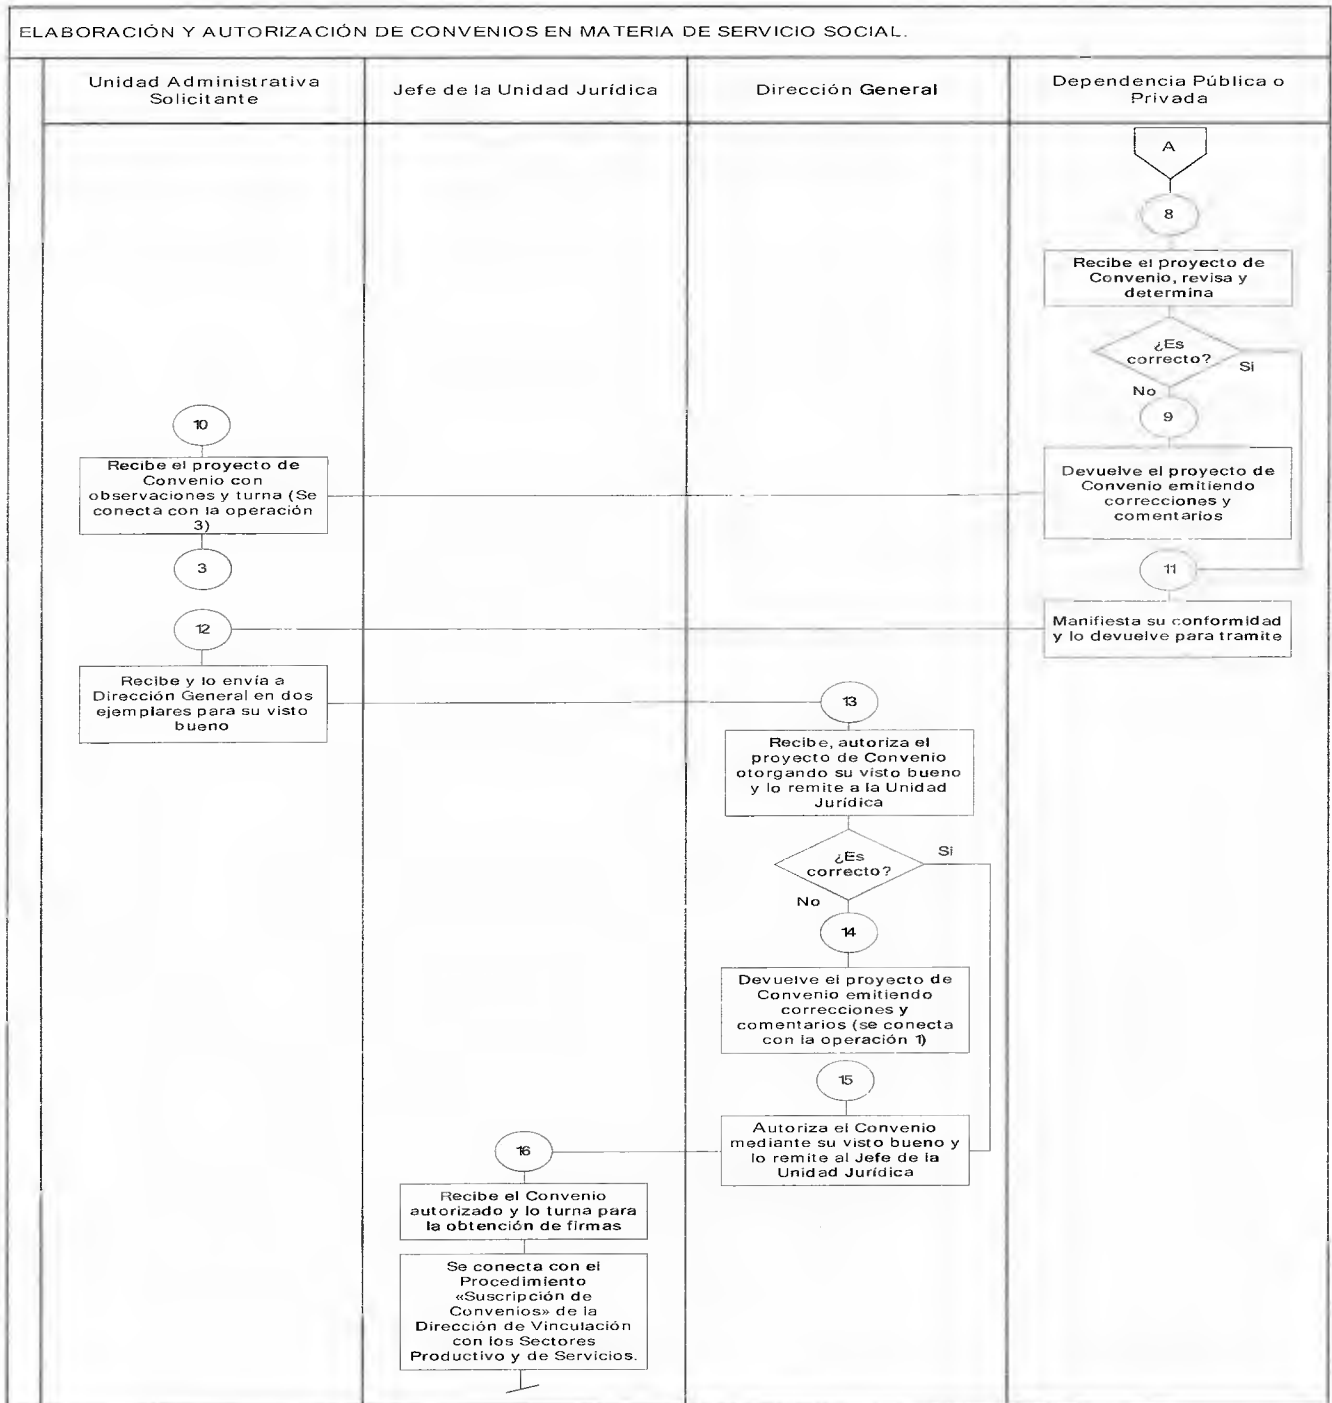 ELABORACIÓN Y AUTORIZACIÓN DE CONVENIOS EN MATERIA DE SERVICIO SOCIAL.
Unidad Administrativa
Solicitante
Jefe de la Unidad Jurídica
Dirección General
Dependencia Pública o
Privada
A
8
Recibe el proyecto de
Convenio, revisa y
determina
¿Es
correcto?
Si
No
9
Devuelve el proyecto de
Convenio emitiendo
correcciones y
comentarios
10
Recibe el proyecto de
Convenio con
observaciones y turna (Se
conecta con la operación
3)
3
11
Manifiesta su conformidad
y lo devuelve para tramite
12
Recibe y lo envía a
Dirección General en dos
ejemplares para su visto
bueno
13
Recibe, autoriza el
proyecto de Convenio
otorgando su visto bueno
y lo remite a la Unidad
Jurídica
¿Es
correcto?
Si
No
14
Devuelve el proyecto de
Convenio emitiendo
correcciones y
comentarios (se conecta
con la operación 1)
15
Autoriza el Convenio
mediante su visto bueno y
lo remite al Jefe de la
Unidad Jurídica
16
Recibe el Convenio
autorizado y lo turna para
la obtención de firmas
Se conecta con el
Procedimiento
«Suscripción de
Convenios» de la
Dirección de Vinculación
con los Sectores
Productivo y de Servicios.